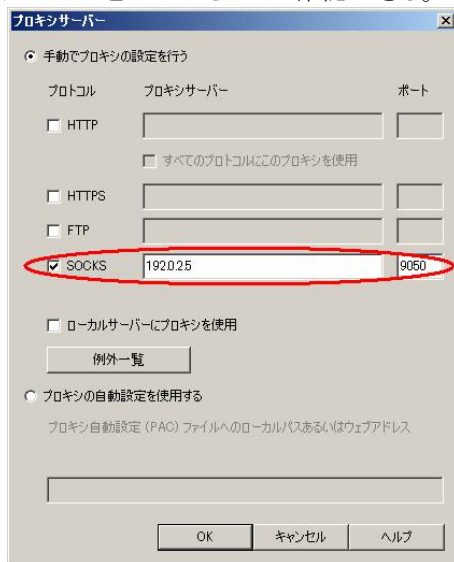 プロキシサーバー
手動でプロキシの設定を行う
プロトコル プロキシサーバー ポート
HTTP
すべてのプロトコルにこのプロキシを使用
HTTPS
FTP
SOCKS 192.0.2.5 9050
ローカルサーバーにプロキシを使用
例外一覧
プロキシの自動設定を使用する
プロキシ自動設定 (PAC) ファイルへのローカルパスあるいはウェブアドレス
OK キャンセル ヘルプ